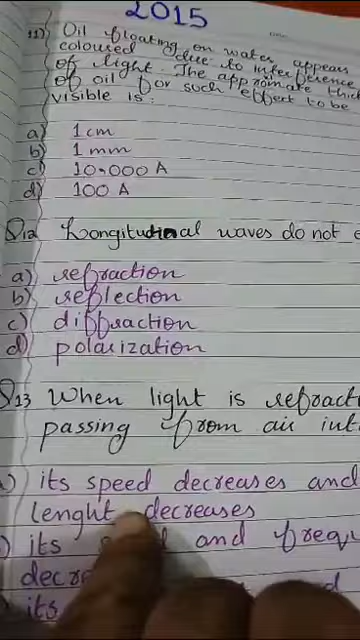 2015
11) Oil floating on water appears
coloured due to interference
of light. The approimate thick
of oil for such effect to be
visible is:
a) 1 cm
b) 1 mm
c) 10.000 A
d) 100 A
Q12 Longitudinal waves do not e
a) refraction
b) reflection
c) diffraction
d) polarization
Q13 When light is refract
passing from air int
) its speed decreases and
lenght decreases
) its and frequ
decre
) its